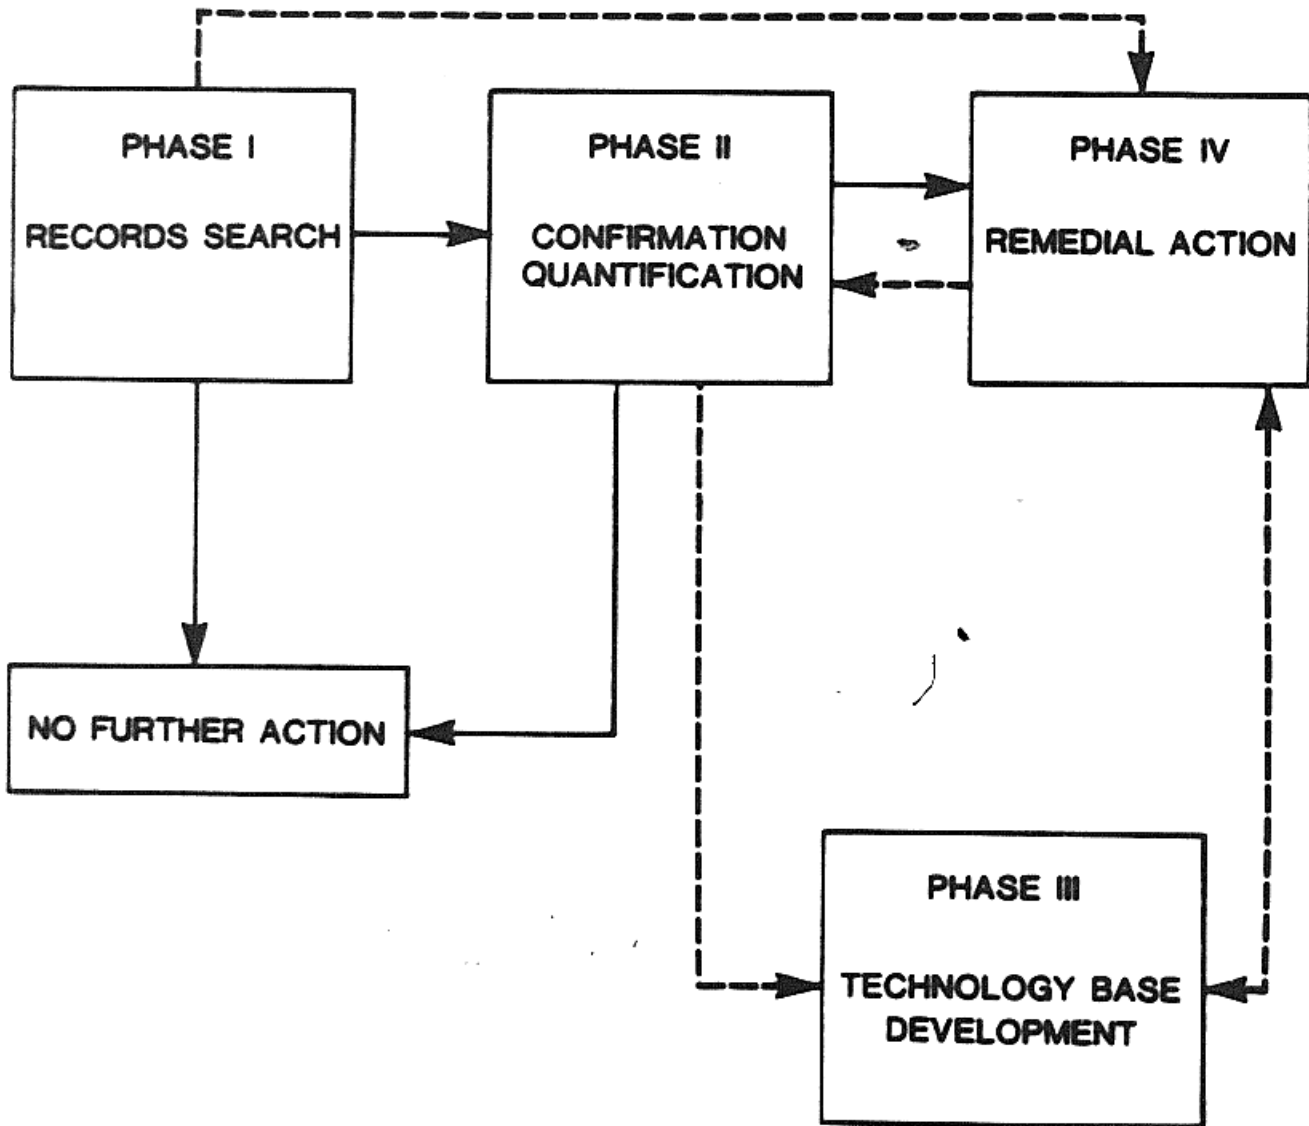 PHASE I
RECORDS SEARCH
PHASE II
CONFIRMATION
QUANTIFICATION
PHASE IV
REMEDIAL ACTION
NO FURTHER ACTION
PHASE III
TECHNOLOGY BASE
DEVELOPMENT